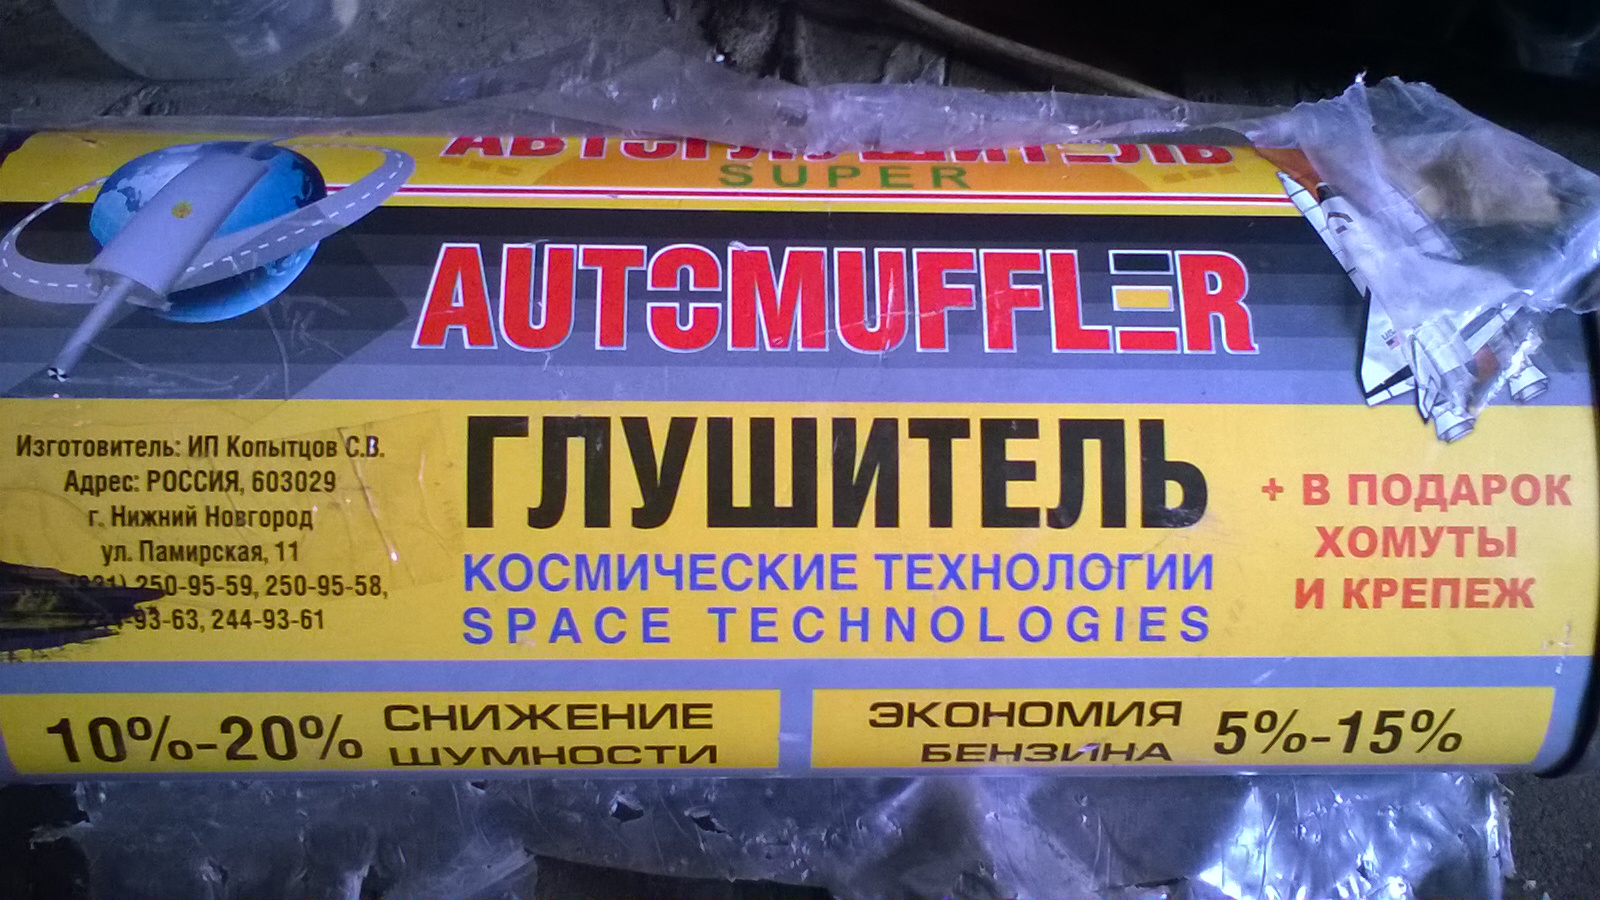 АВТОГЛУШИТЕЛЬ
SUPER
AUTOMUFFLER
Изготовитель: ИП Копытцов С.В.
Адрес: РОССИЯ, 603029
г. Нижний Новгород
ул. Памирская, 11
250-95-59, 250-95-58,
244-93-61
ГЛУШИТЕЛЬ
КОСМИЧЕСКИЕ ТЕХНОЛОГИИ
SPACE TECHNOLOGIES
+ В ПОДАРОК
ХОМУТЫ
И КРЕПЕЖ
10%-20% СНИЖЕНИЕ
ШУМНОСТИ
ЭКОНОМИЯ
БЕНЗИНА 5%-15%